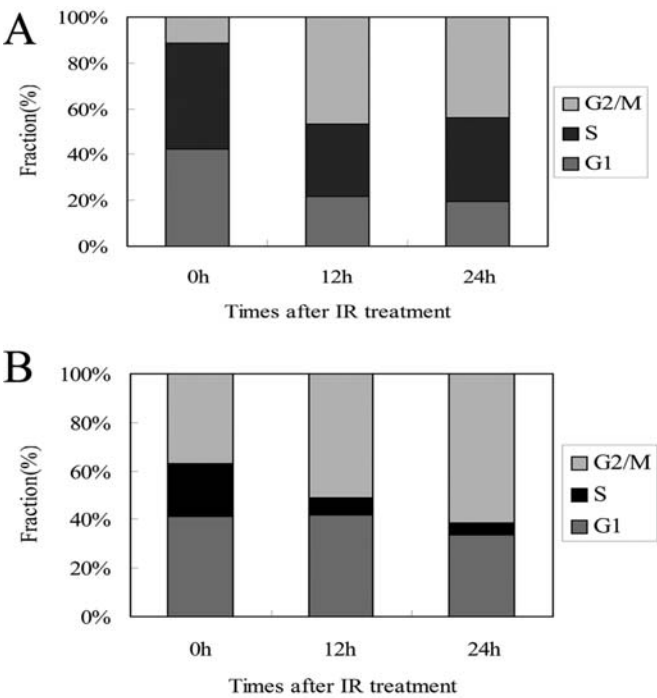 A
100%
80%
60%
40%
20%
0%
Fraction(%)
0h 12h 24h
Times after IR treatment
G2/M
S
G1
B
100%
80%
60%
40%
20%
0%
Fraction(%)
0h 12h 24h
Times after IR treatment
G2/M
S
G1